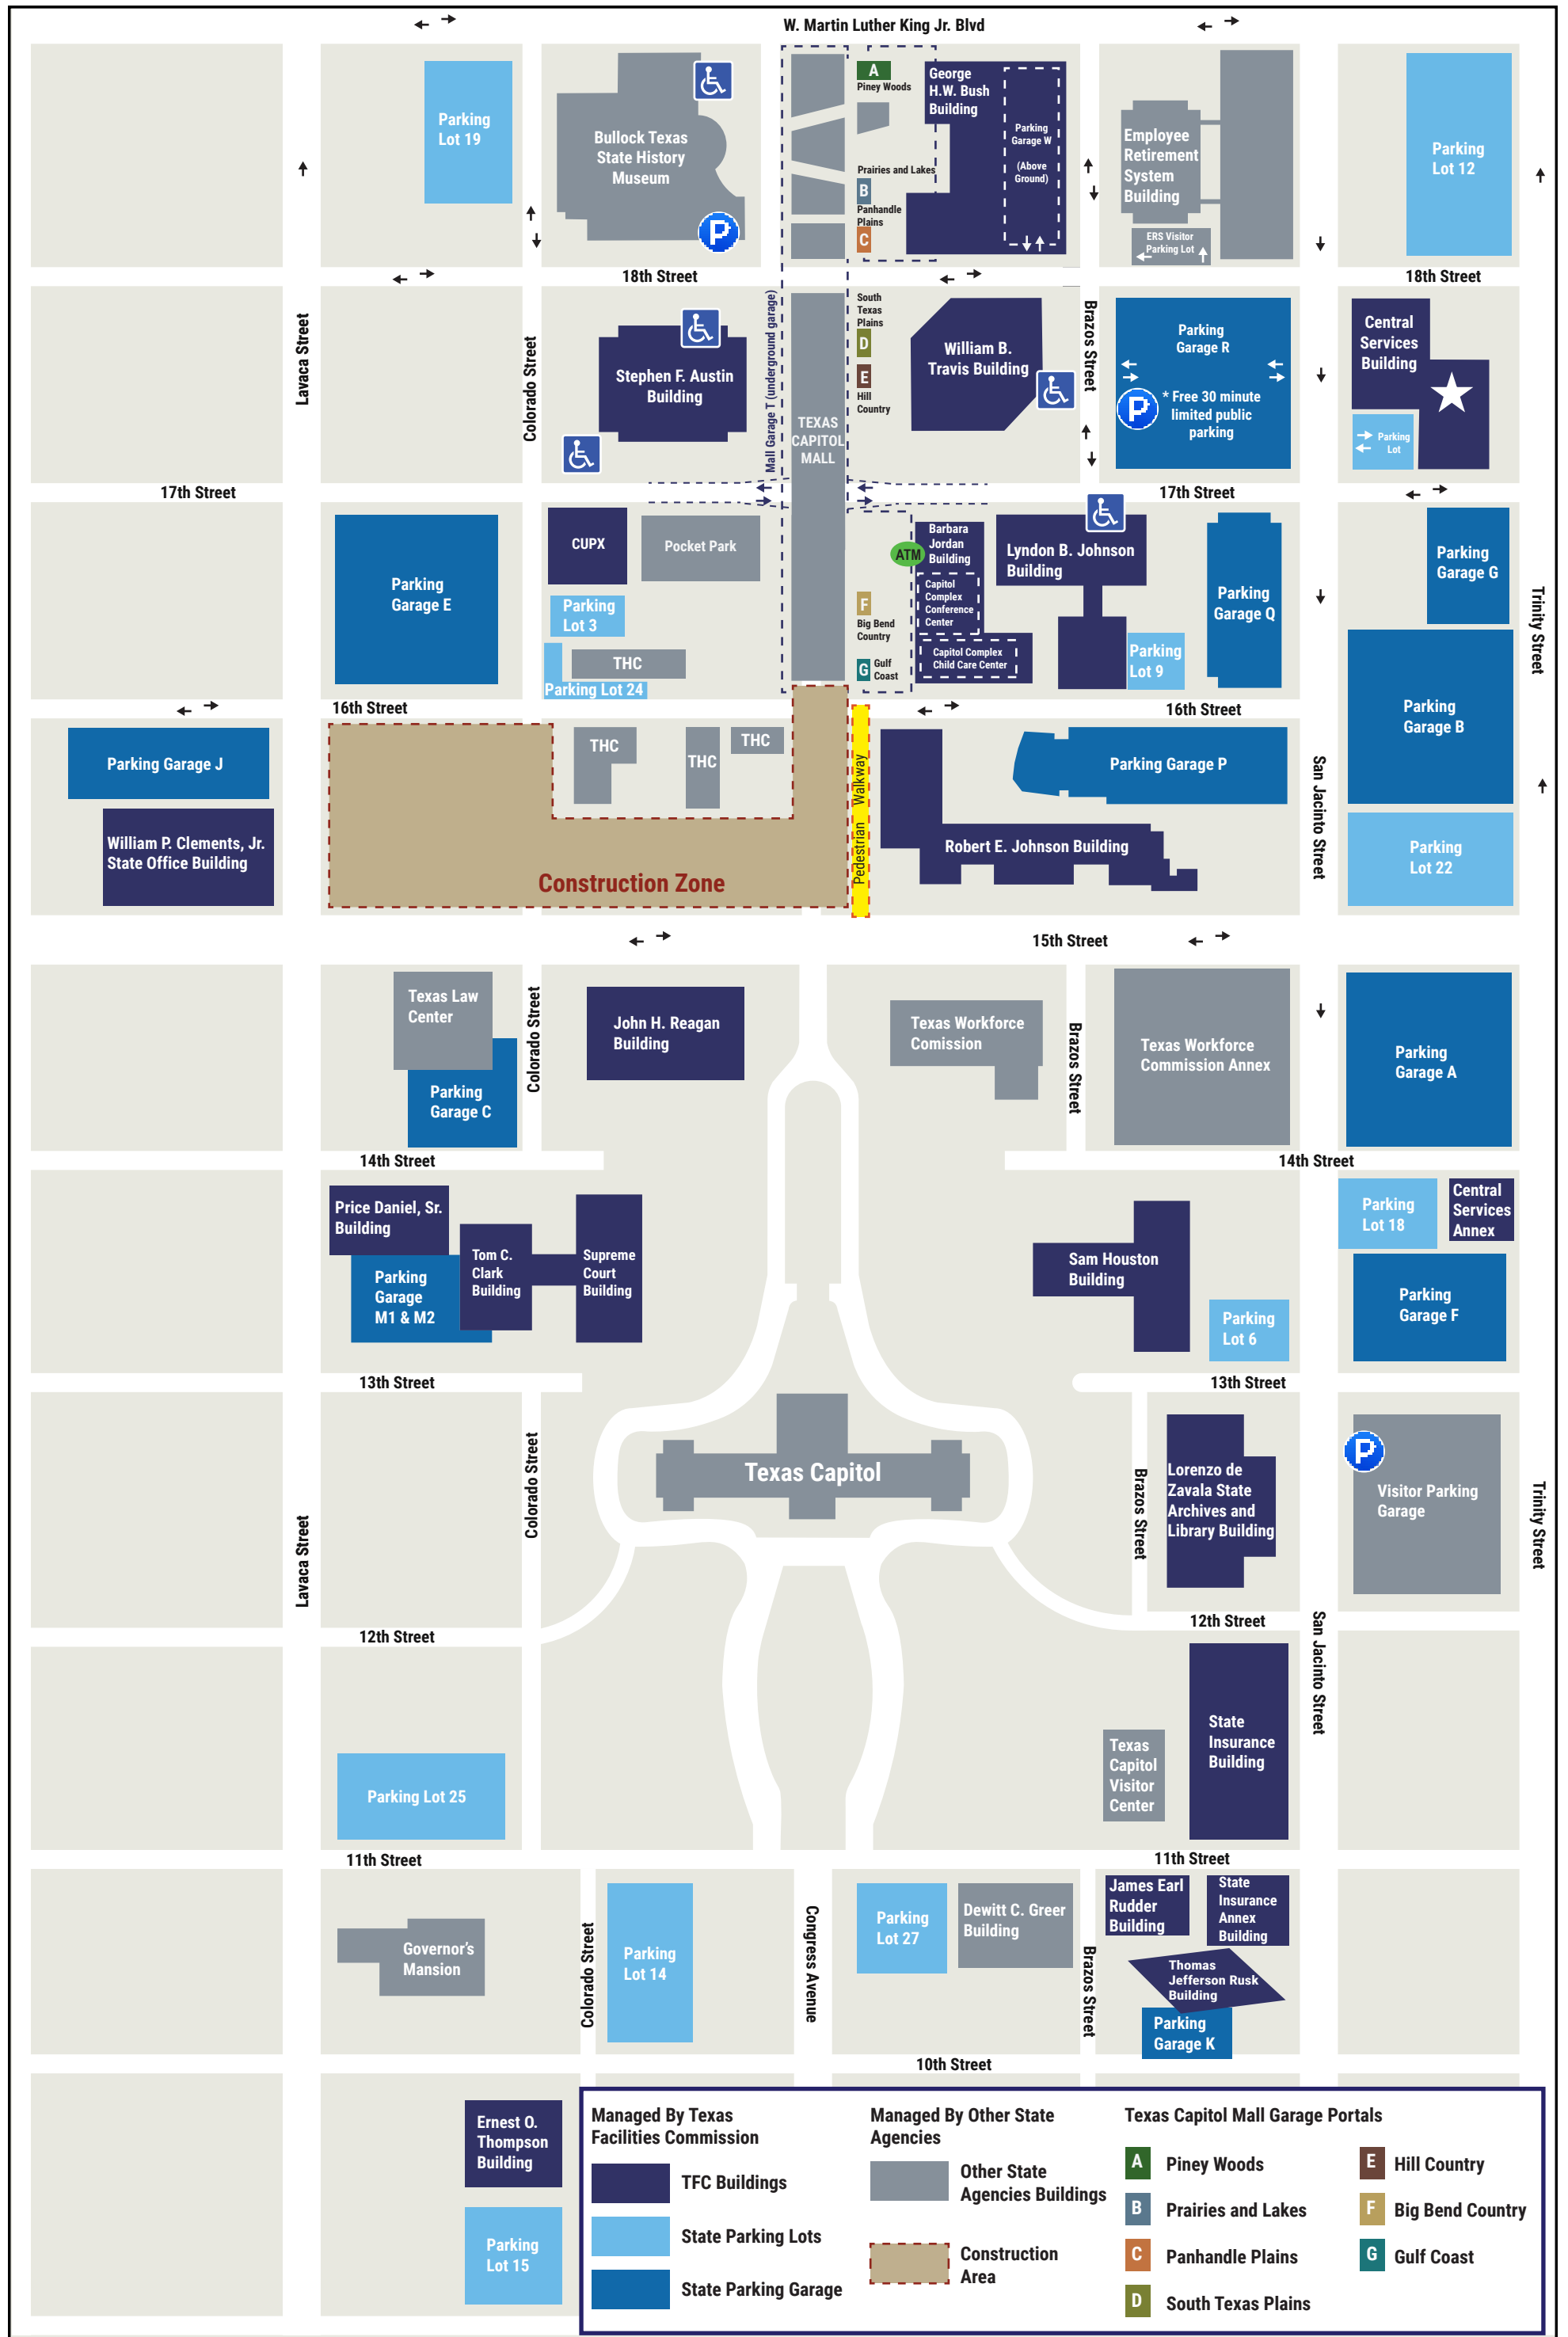 W. Martin Luther King Jr. Blvd
Parking
Lot 19
Bullock Texas
State History
Museum
P
A
Piney Woods
Prairies and Lakes
B
Panhandle
Plains
C
George
H.W. Bush
Building
Parking
Garage W
(Above
Ground)
Employee
Retirement
System
Building
ERS Visitor
Parking Lot
Parking
Lot 12
18th Street
18th Street
Lavaca Street
Colorado Street
Stephen F. Austin
Building
Mall Garage T (underground garage)
TEXAS
CAPITOL
MALL
South
Texas
Plains
D
E
Hill
Country
William B.
Travis Building
Brazos Street
Parking
Garage R
P
* Free 30 minute
limited public
parking
Central
Services
Building
Parking
Lot
17th Street
17th Street
Parking
Garage E
CUPX
Pocket Park
Parking
Lot 3
THC
Parking Lot 24
F
Big Bend
Country
G
Gulf
Coast
ATM
Barbara
Jordan
Building
Capitol
Complex
Conference
Center
Capitol Complex
Child Care Center
Lyndon B. Johnson
Building
Parking
Lot 9
Parking
Garage Q
Parking
Garage G
Trinity Street
Parking
Garage B
16th Street
16th Street
Parking Garage J
William P. Clements, Jr.
State Office Building
THC
THC
THC
Construction Zone
Pedestrian Walkway
Parking Garage P
Robert E. Johnson Building
San Jacinto Street
Parking
Lot 22
15th Street
Texas Law
Center
Parking
Garage C
Colorado Street
John H. Reagan
Building
Texas Workforce
Comission
Brazos Street
Texas Workforce
Commission Annex
Parking
Garage A
14th Street
14th Street
Price Daniel, Sr.
Building
Parking
Garage
M1 & M2
Tom C.
Clark
Building
Supreme
Court
Building
Sam Houston
Building
Parking
Lot 6
Parking
Lot 18
Central
Services
Annex
Parking
Garage F
13th Street
13th Street
Lavaca Street
Colorado Street
Texas Capitol
Brazos Street
Lorenzo de
Zavala State
Archives and
Library Building
P
Visitor Parking
Garage
Trinity Street
12th Street
12th Street
San Jacinto Street
Parking Lot 25
Texas
Capitol
Visitor
Center
State
Insurance
Building
11th Street
11th Street
Governor's
Mansion
Colorado Street
Parking
Lot 14
Congress Avenue
Parking
Lot 27
Dewitt C. Greer
Building
Brazos Street
James Earl
Rudder
Building
State
Insurance
Annex
Building
Thomas
Jefferson Rusk
Building
Parking
Garage K
10th Street
Ernest O.
Thompson
Building
Parking
Lot 15
Managed By Texas
Facilities Commission
TFC Buildings
State Parking Lots
State Parking Garage
Managed By Other State
Agencies
Other State
Agencies Buildings
Construction
Area
Texas Capitol Mall Garage Portals
A Piney Woods
B Prairies and Lakes
C Panhandle Plains
D South Texas Plains
E Hill Country
F Big Bend Country
G Gulf Coast